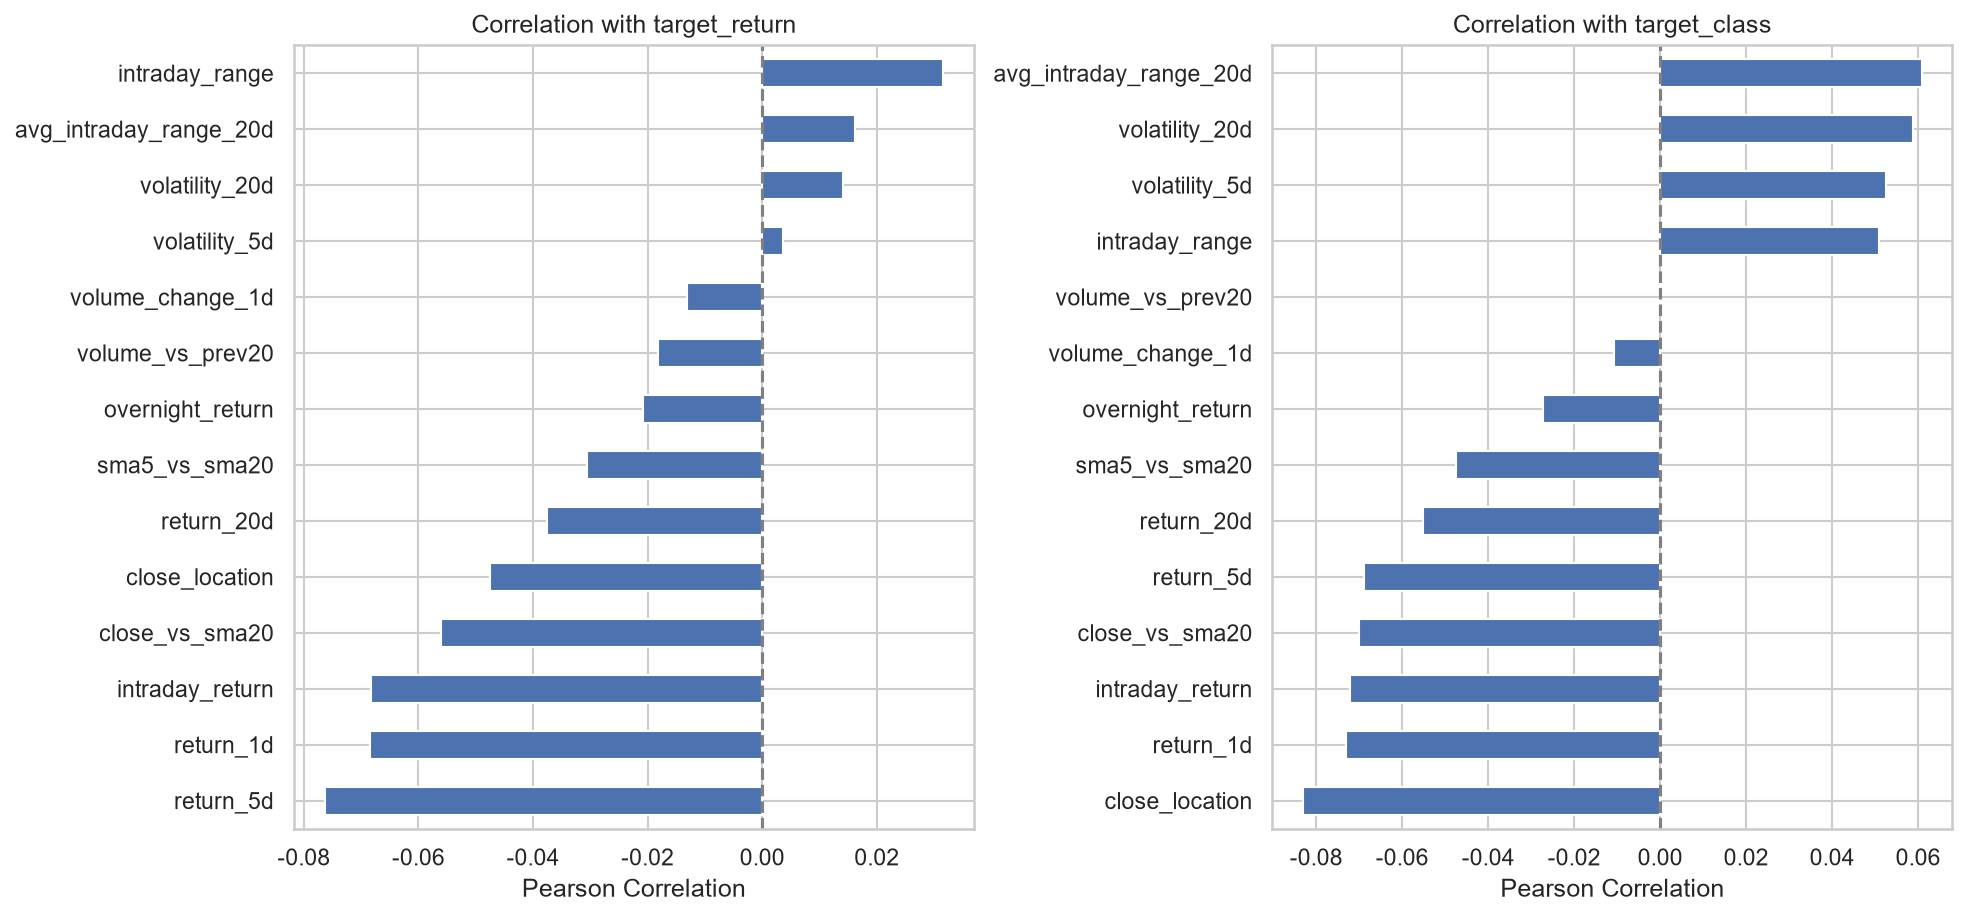 Correlation with target_return
intraday_range
avg_intraday_range_20d
volatility_20d
volatility_5d
volume_change_1d
volume_vs_prev20
overnight_return
sma5_vs_sma20
return_20d
close_location
close_vs_sma20
intraday_return
return_1d
return_5d
-0.08 -0.06 -0.04 -0.02 0.00 0.02
Pearson Correlation
Correlation with target_class
avg_intraday_range_20d
volatility_20d
volatility_5d
intraday_range
volume_vs_prev20
volume_change_1d
overnight_return
sma5_vs_sma20
return_20d
return_5d
close_vs_sma20
intraday_return
return_1d
close_location
-0.08 -0.06 -0.04 -0.02 0.00 0.02 0.04 0.06
Pearson Correlation